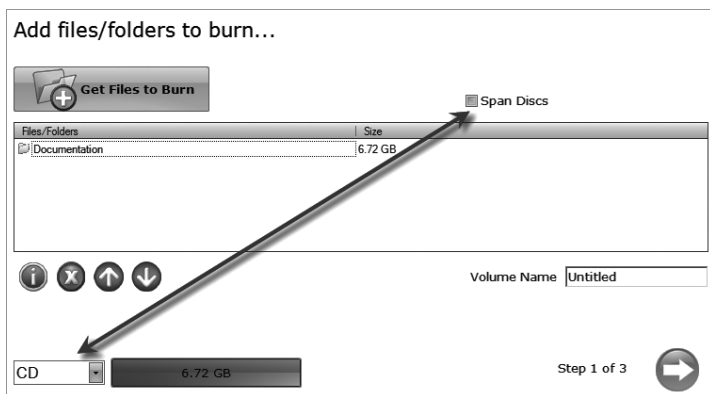 Add files/folders to burn...
Get Files to Burn
Span Discs
Files/Folders Size
Documentation 6.72 GB
Volume Name Untitled
CD 6.72 GB Step 1 of 3